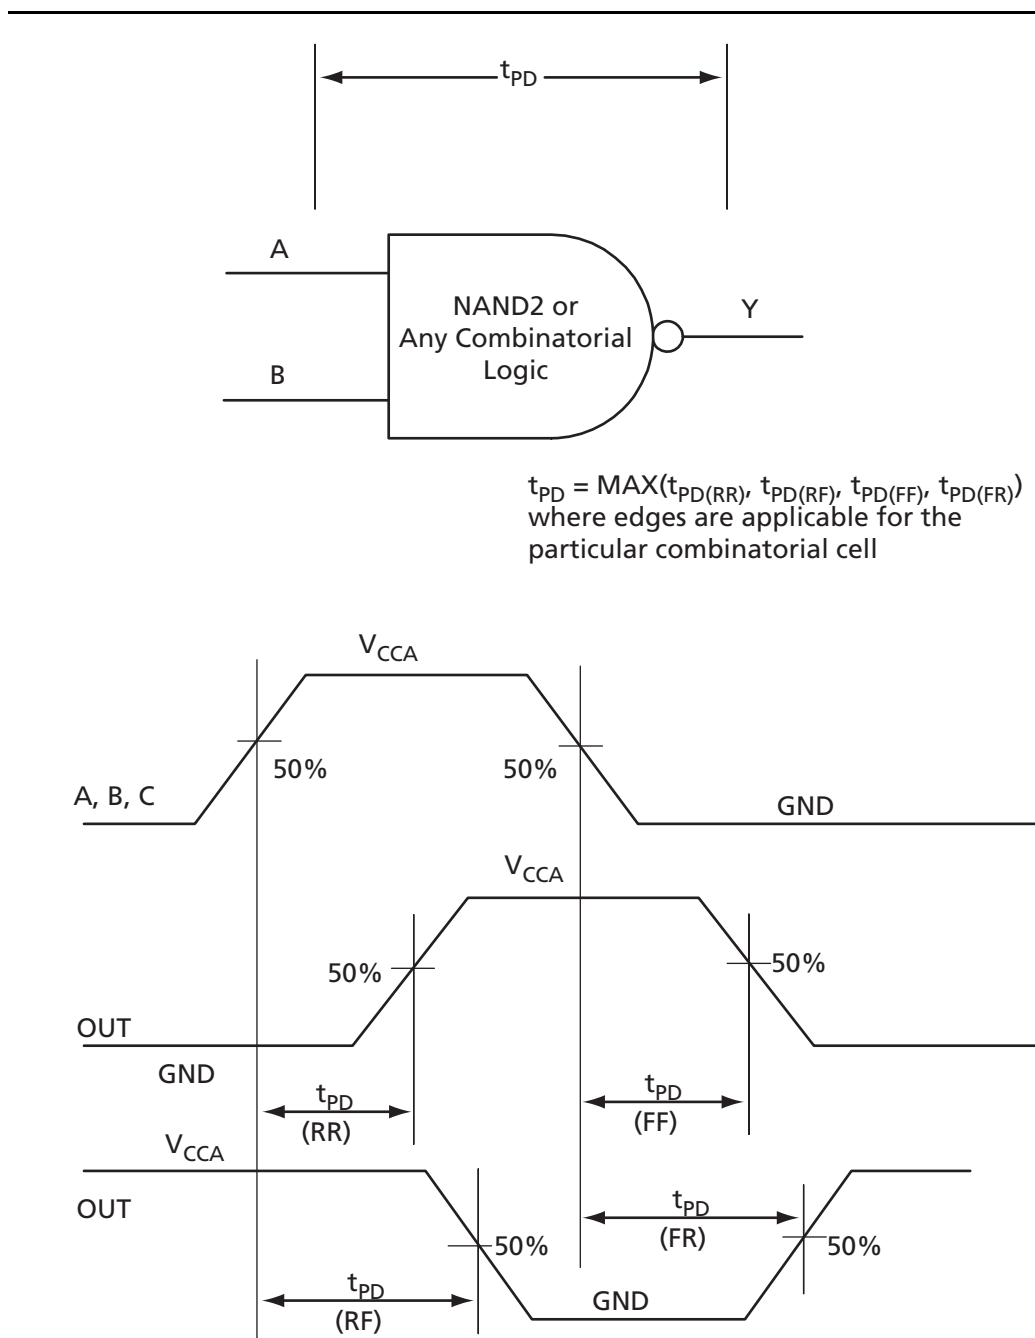 tPD
A
NAND2 or
Any Combinatorial
Logic
Y
B
tPD = MAX(tPD(RR), tPD(RF), tPD(FF), tPD(FR))
where edges are applicable for the
particular combinatorial cell
VCCA
50%
50%
A, B, C
GND
VCCA
50%
50%
OUT
GND
tPD
(RR)
tPD
(FF)
VCCA
OUT
tPD
(FR)
50%
50%
tPD
(RF)
GND